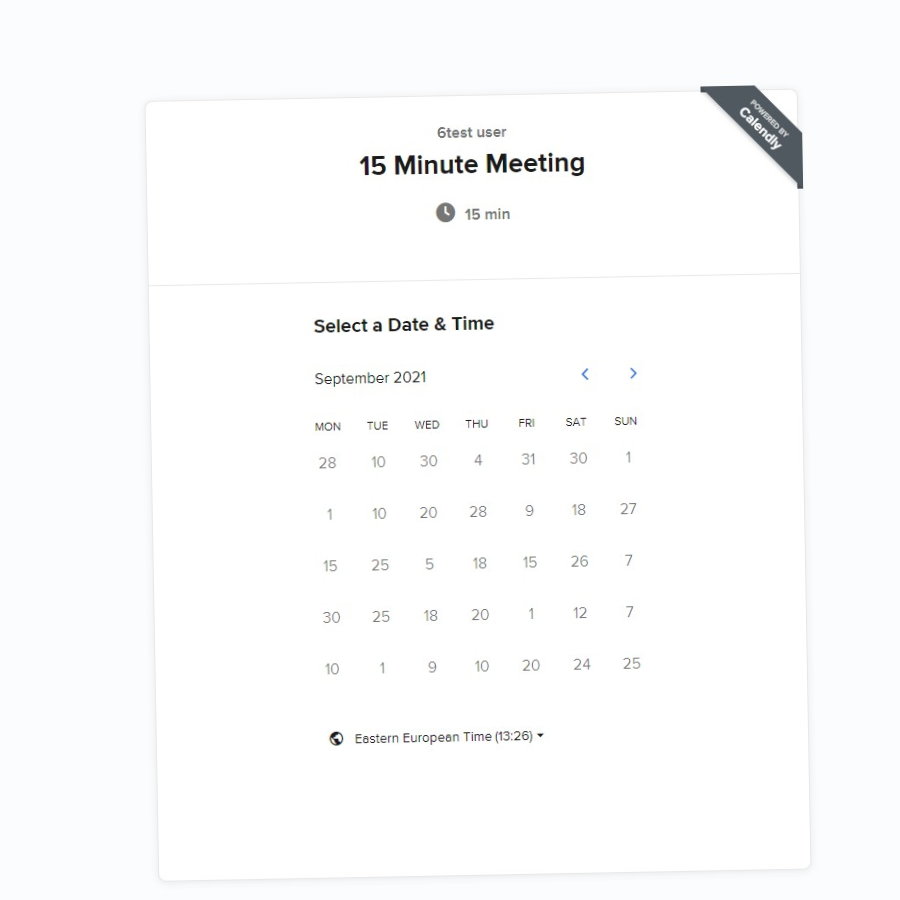 POWERED BY
Calendly
6test user
15 Minute Meeting
15 min
Select a Date & Time
September 2021
MON TUE WED THU FRI SAT SUN
28 10 30 4 31 30 1
1 10 20 28 9 18 27
15 25 5 18 15 26 7
30 25 18 20 1 12 7
10 1 9 10 20 24 25
Eastern European Time (13:26)